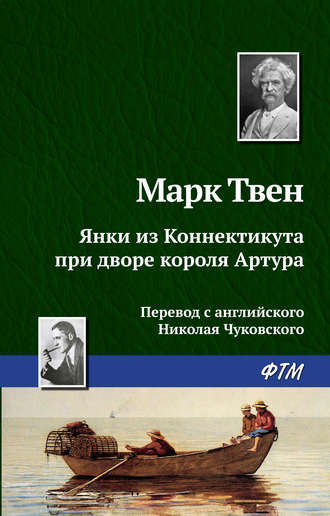 Марк Твен
Янки из Коннектикута
при дворе короля Артура
Перевод с английского
Николая Чуковского
ФТМ